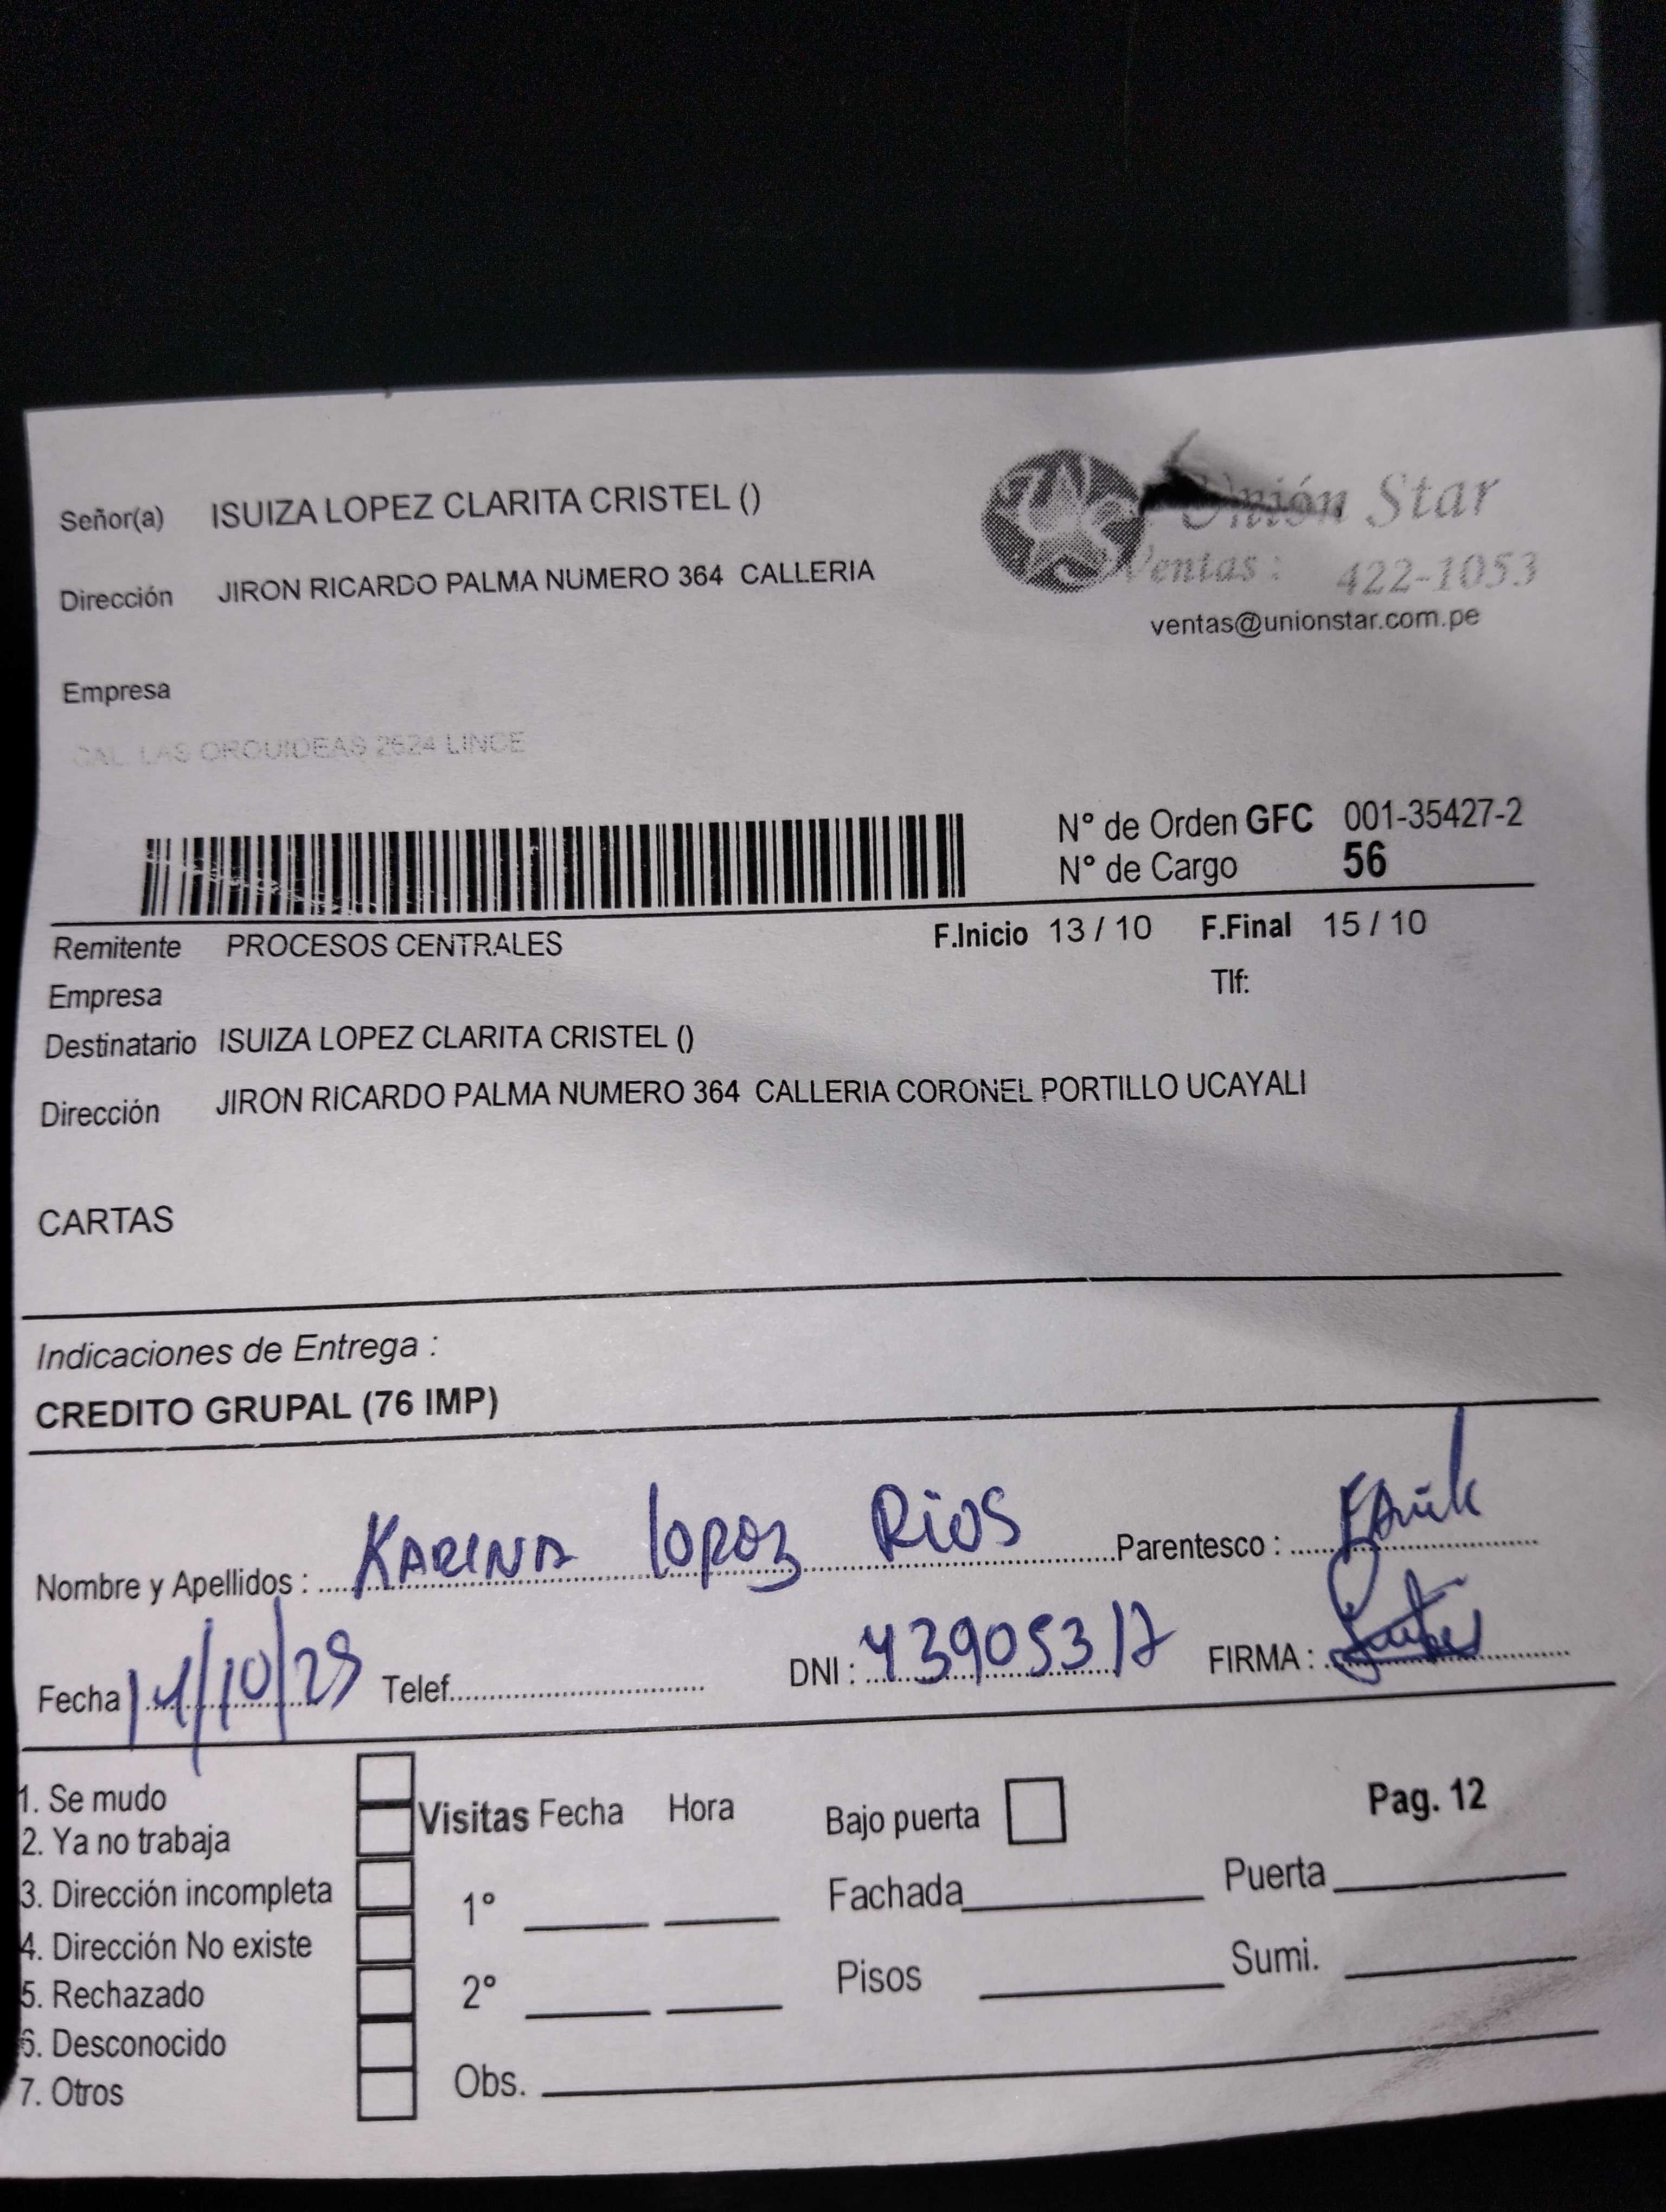 Señor(a) ISUIZA LOPEZ CLARITA CRISTEL ()
Unión Star
Dirección JIRON RICARDO PALMA NUMERO 364 CALLERIA
Ventas : 422-1053
ventas@unionstar.com.pe
Empresa
CAL. LAS ORQUIDEAS 2624 LINCE
N° de Orden GFC 001-35427-2
N° de Cargo 56
Remitente PROCESOS CENTRALES F.Inicio 13 / 10 F.Final 15 / 10
Empresa Tlf:
Destinatario ISUIZA LOPEZ CLARITA CRISTEL ()
Dirección JIRON RICARDO PALMA NUMERO 364 CALLERIA CORONEL PORTILLO UCAYALI
CARTAS
Indicaciones de Entrega :
CREDITO GRUPAL (76 IMP)
Nombre y Apellidos : KARINA lopez RiOS Parentesco :
Fecha 14/10/25 Telef. DNI : 43905317 FIRMA :
1. Se mudo
2. Ya no trabaja
3. Dirección incompleta
4. Dirección No existe
5. Rechazado
6. Desconocido
7. Otros
Visitas Fecha Hora
1°
2°
Obs.
Bajo puerta Pag. 12
Fachada Puerta
Pisos Sumi.